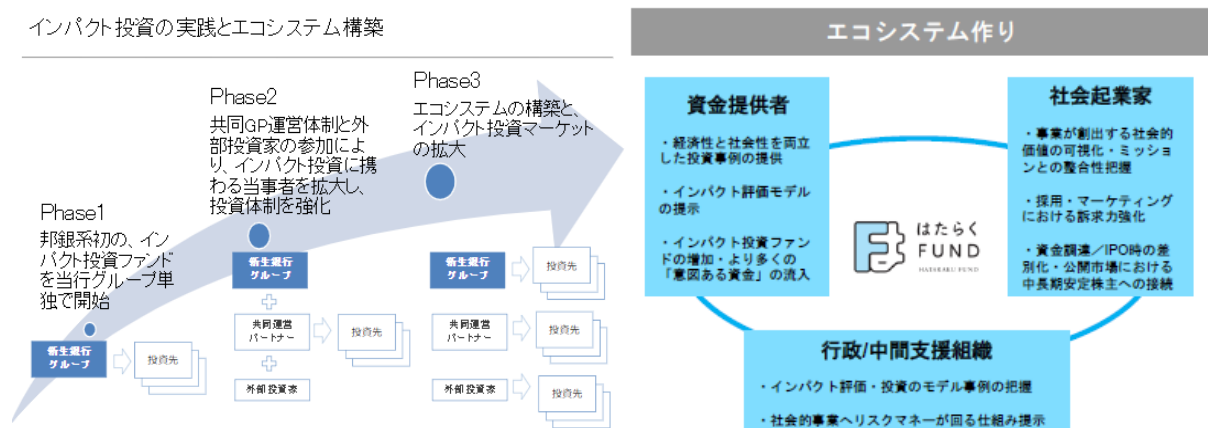 インパクト投資の実践とエコシステム構築
Phase1
邦銀系初の、イン
パクト投資ファンド
を当行グループ単
独で開始
新生銀行
グループ
投資先
Phase2
共同GP運営体制と外
部投資家の参加によ
り、インパクト投資に携
わる当事者を拡大し、
投資体制を強化
新生銀行
グループ
共同運営
パートナー
投資先
外部投資家
Phase3
エコシステムの構築と、
インパクト投資マーケット
の拡大
新生銀行
グループ
投資先
共同運営
パートナー
投資先
外部投資家
投資先
エコシステム作り
資金提供者
・経済性と社会性を両立
した投資事例の提供
・インパクト評価モデル
の提示
・インパクト投資ファン
ドの増加・より多くの
「意図ある資金」の流入
はたらく
FUND
HATARAKU FUND
社会起業家
・事業が創出する社会的
価値の可視化・ミッショ
ンとの整合性把握
・採用・マーケティング
における訴求力強化
・資金調達／IPO時の差
別化・公開市場における
中長期安定株主への接続
行政/中間支援組織
・インパクト評価・投資のモデル事例の把握
・社会的事業へリスクマネーが回る仕組み提示